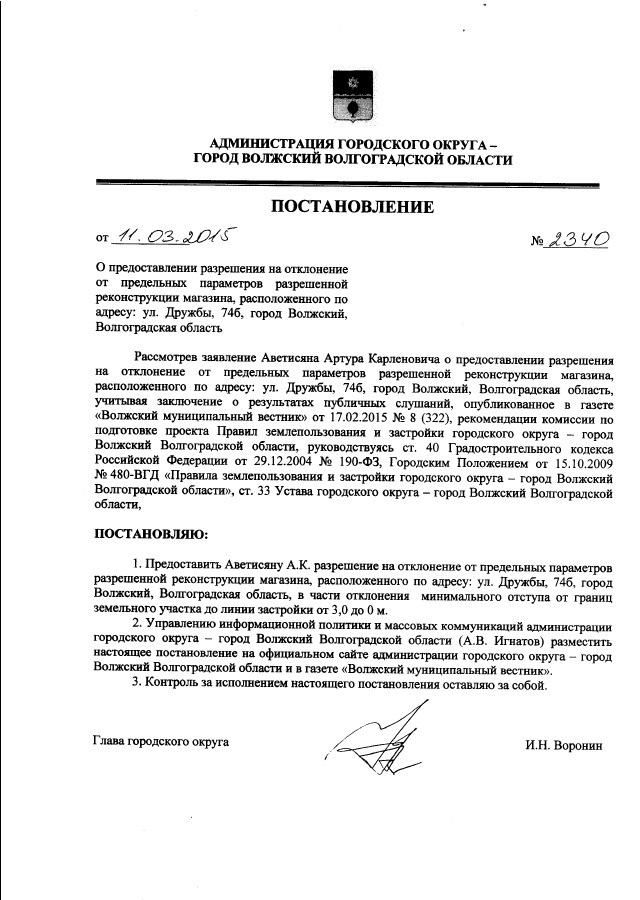 АДМИНИСТРАЦИЯ ГОРОДСКОГО ОКРУГА –
ГОРОД ВОЛЖСКИЙ ВОЛГОГРАДСКОЙ ОБЛАСТИ
ПОСТАНОВЛЕНИЕ
от 11.03.2015 № 2340
О предоставлении разрешения на отклонение
от предельных параметров разрешенной
реконструкции магазина, расположенного по
адресу: ул. Дружбы, 74б, город Волжский,
Волгоградская область
Рассмотрев заявление Аветисяна Артура Карленовича о предоставлении разрешения
на отклонение от предельных параметров разрешенной реконструкции магазина,
расположенного по адресу: ул. Дружбы, 74б, город Волжский, Волгоградская область,
учитывая заключение о результатах публичных слушаний, опубликованное в газете
«Волжский муниципальный вестник» от 17.02.2015 № 8 (322), рекомендации комиссии по
подготовке проекта Правил землепользования и застройки городского округа – город
Волжский Волгоградской области, руководствуясь ст. 40 Градостроительного кодекса
Российской Федерации от 29.12.2004 № 190-ФЗ, Городским Положением от 15.10.2009
№ 480-ВГД «Правила землепользования и застройки городского округа – город Волжский
Волгоградской области», ст. 33 Устава городского округа – город Волжский Волгоградской
области,
ПОСТАНОВЛЯЮ:
1. Предоставить Аветисяну А.К. разрешение на отклонение от предельных параметров
разрешенной реконструкции магазина, расположенного по адресу: ул. Дружбы, 74б, город
Волжский, Волгоградская область, в части отклонения минимального отступа от границ
земельного участка до линии застройки от 3,0 до 0 м.
2. Управлению информационной политики и массовых коммуникаций администрации
городского округа – город Волжский Волгоградской области (А.В. Игнатов) разместить
настоящее постановление на официальном сайте администрации городского округа – город
Волжский Волгоградской области и в газете «Волжский муниципальный вестник».
3. Контроль за исполнением настоящего постановления оставляю за собой.
Глава городского округа И.Н. Воронин